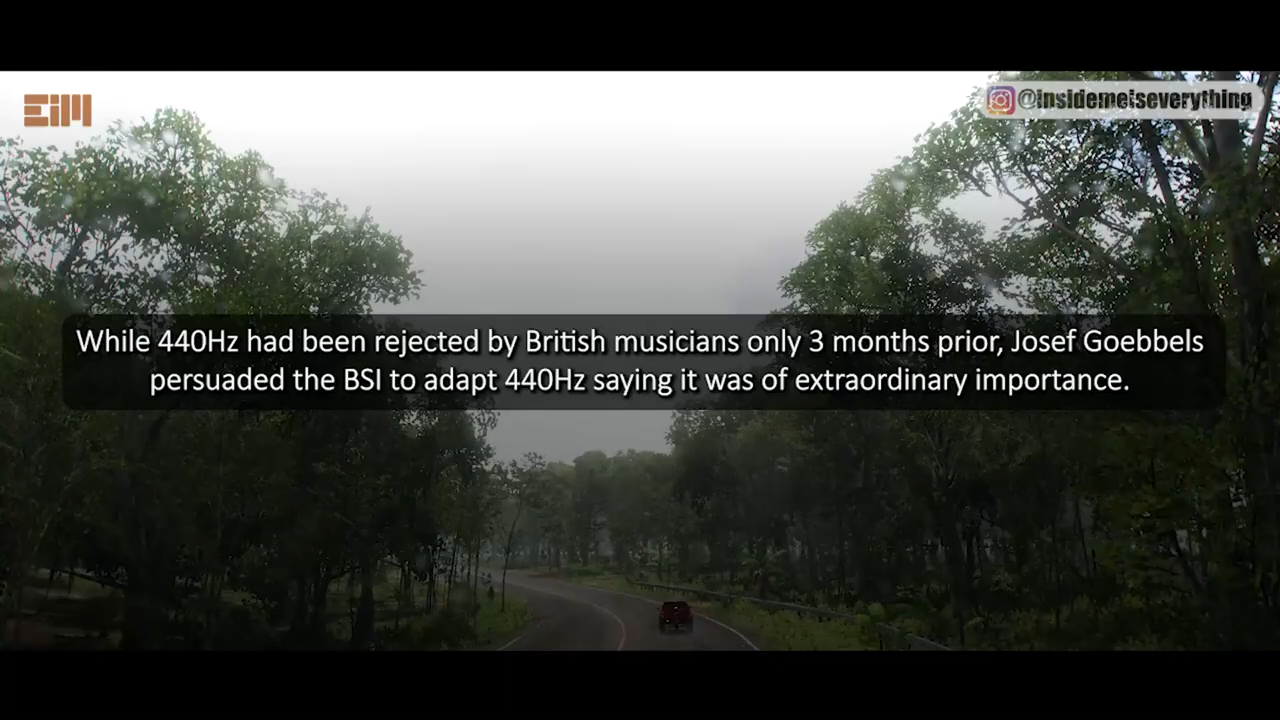 EiM
@insidemeiseverything
While 440Hz had been rejected by British musicians only 3 months prior, Josef Goebbels
persuaded the BSI to adapt 440Hz saying it was of extraordinary importance.